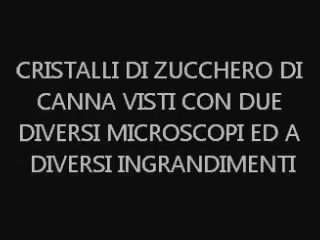 CRISTALLI DI ZUCCHERO DI
CANNA VISTI CON DUE
DIVERSI MICROSCOPI ED A
DIVERSI INGRANDIMENTI